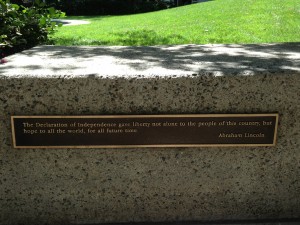 The Declaration of Independence gave liberty not alone to the people of this country, but
hope to all the world, for all future time.
Abraham Lincoln